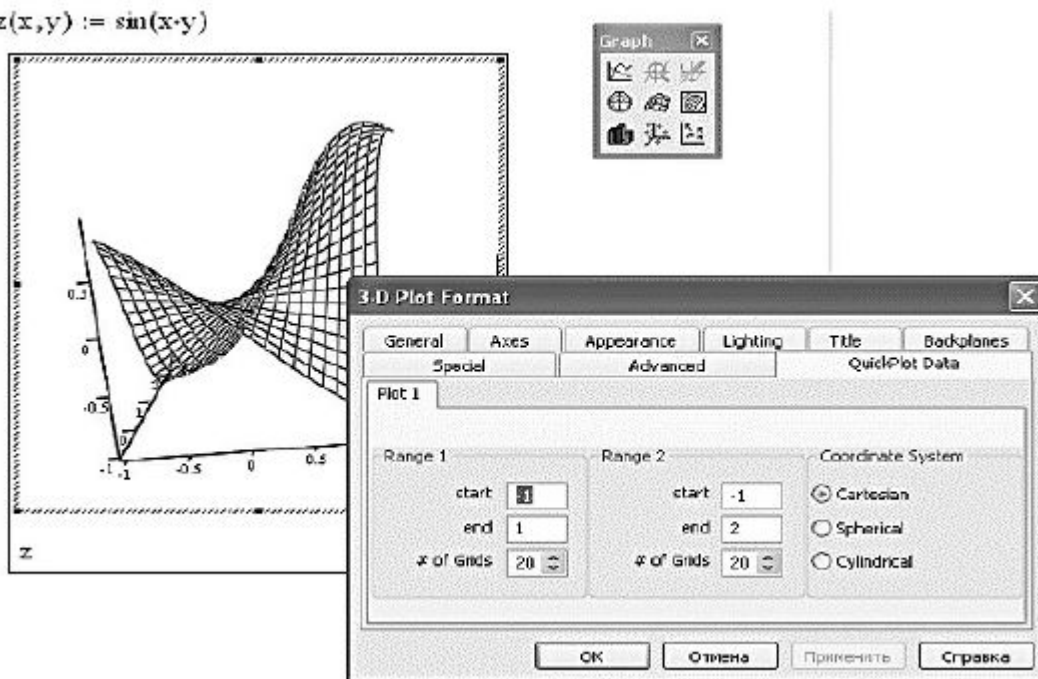 z(x,y) := sin(x·y)
Graph
0.5
0
-0.5
-1
-1
0
1
-0.5
0
0.5
z
3-D Plot Format
General Axes Appearance Lighting Title Backplanes
Special Advanced QuickPlot Data
Plot 1
Range 1
start -1
end 1
# of Grids 20
Range 2
start -1
end 2
# of Grids 20
Coordinate System
Cartesian
Spherical
Cylindrical
OK Отмена Применить Справка